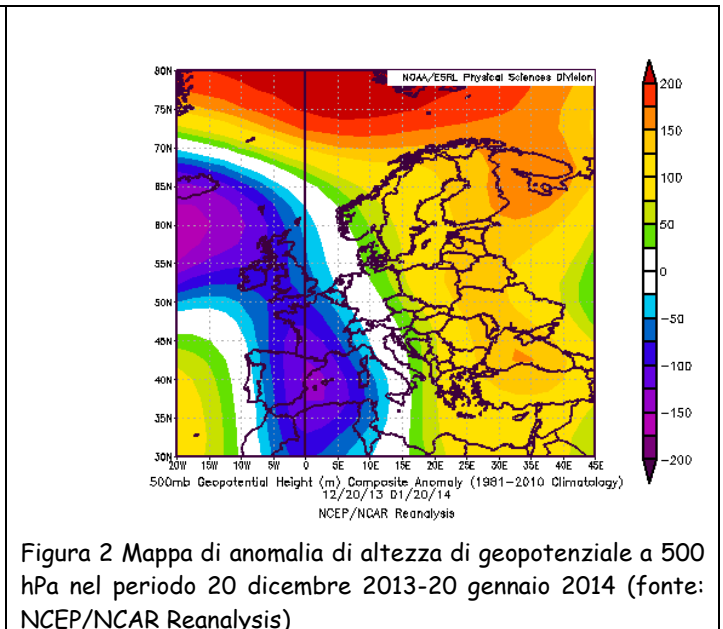 NOAA/ESRL Physical Sciences Division
80N
75N
70N
65N
60N
55N
50N
45N
40N
35N
30N
20W 15W 10W 5W 0 5E 10E 15E 20E 25E 30E 35E 40E 45E
200
150
100
50
0
-50
-100
-150
-200
500mb Geopotential Height (m) Composite Anomaly (1981-2010 Climatology)
12/20/13 01/20/14
NCEP/NCAR Reanalysis
Figura 2 Mappa di anomalia di altezza di geopotenziale a 500
hPa nel periodo 20 dicembre 2013-20 gennaio 2014 (fonte:
NCEP/NCAR Reanalysis)